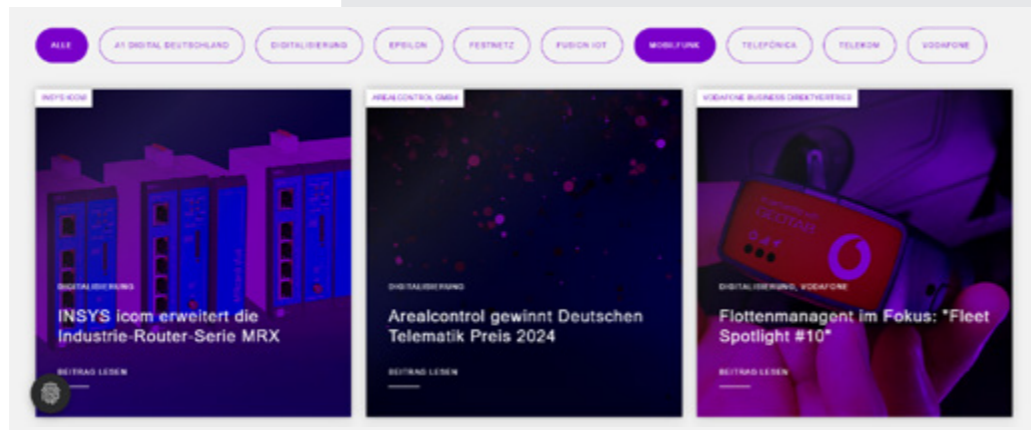 ALLE
A1 DIGITAL DEUTSCHLAND
DIGITALISIERUNG
EPSILON
FESTNETZ
FUSION IOT
MOBILFUNK
TELEFÓNICA
TELEKOM
VODAFONE
INSYS ICOM
AREALCONTROL GMBH
VODAFONE BUSINESS DIREKTVERTRIEB
GEOTAB
DIGITALISIERUNG
INSYS icom erweitert die
Industrie-Router-Serie MRX
BEITRAG LESEN
DIGITALISIERUNG
Arealcontrol gewinnt Deutschen
Telematik Preis 2024
BEITRAG LESEN
DIGITALISIERUNG, VODAFONE
Flottenmanagent im Fokus: "Fleet
Spotlight #10"
BEITRAG LESEN